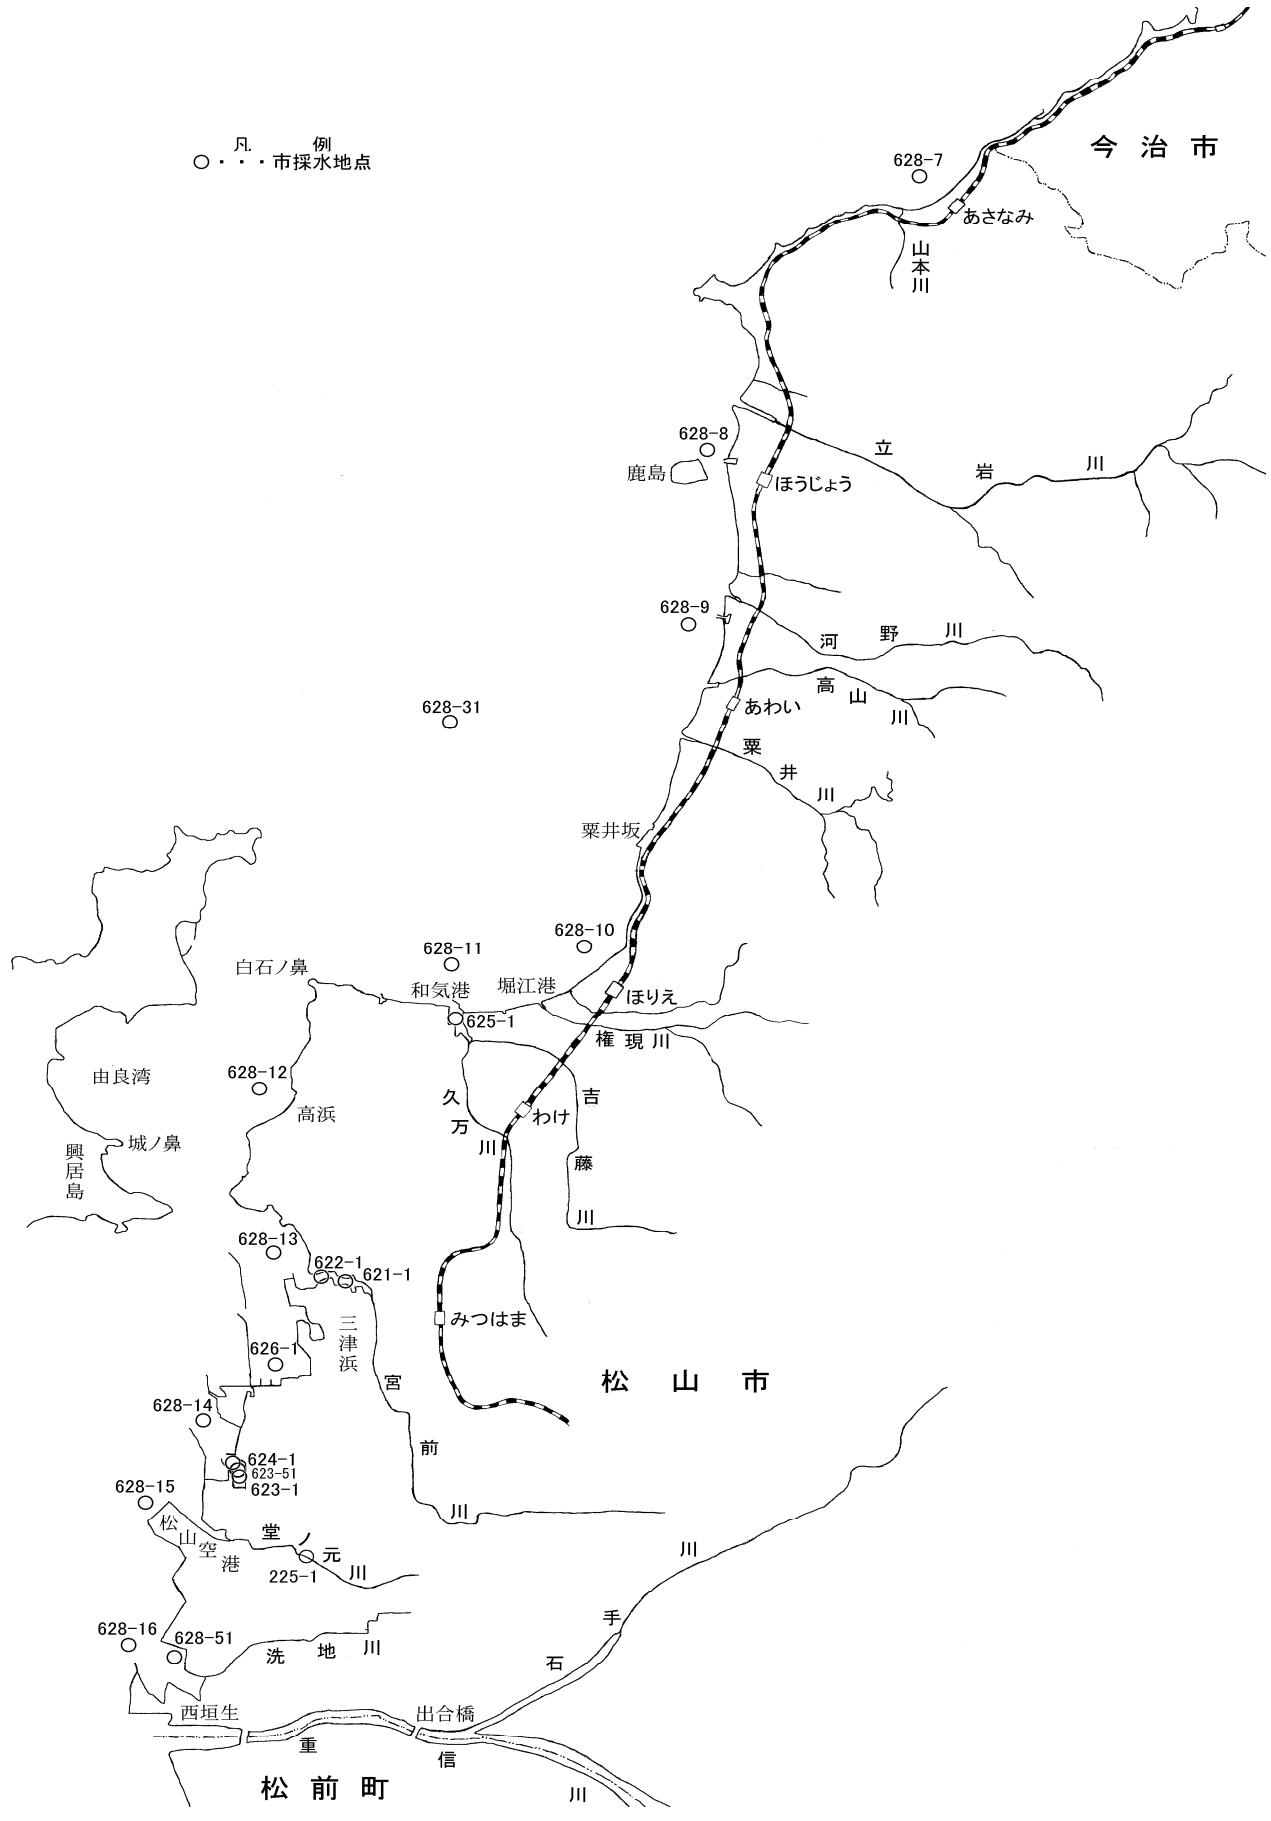 凡　例
○・・・市採水地点
今治市
628-7
あさなみ
山本川
628-8
鹿島
ほうじょう
立岩川
628-9
河野川
高山川
あわい
628-31
粟井川
粟井坂
628-10
628-11
白石ノ鼻
和気港
堀江港
ほりえ
625-1
権現川
由良湾
628-12
高浜
久万川
わけ
吉藤川
城ノ鼻
興居島
628-13
622-1
621-1
三津浜
みつはま
626-1
宮前川
松山市
628-14
624-1
623-51
623-1
628-15
松山空港
堂ノ元川
225-1
628-16
628-51
洗地川
石手川
西垣生
出合橋
重信川
松前町